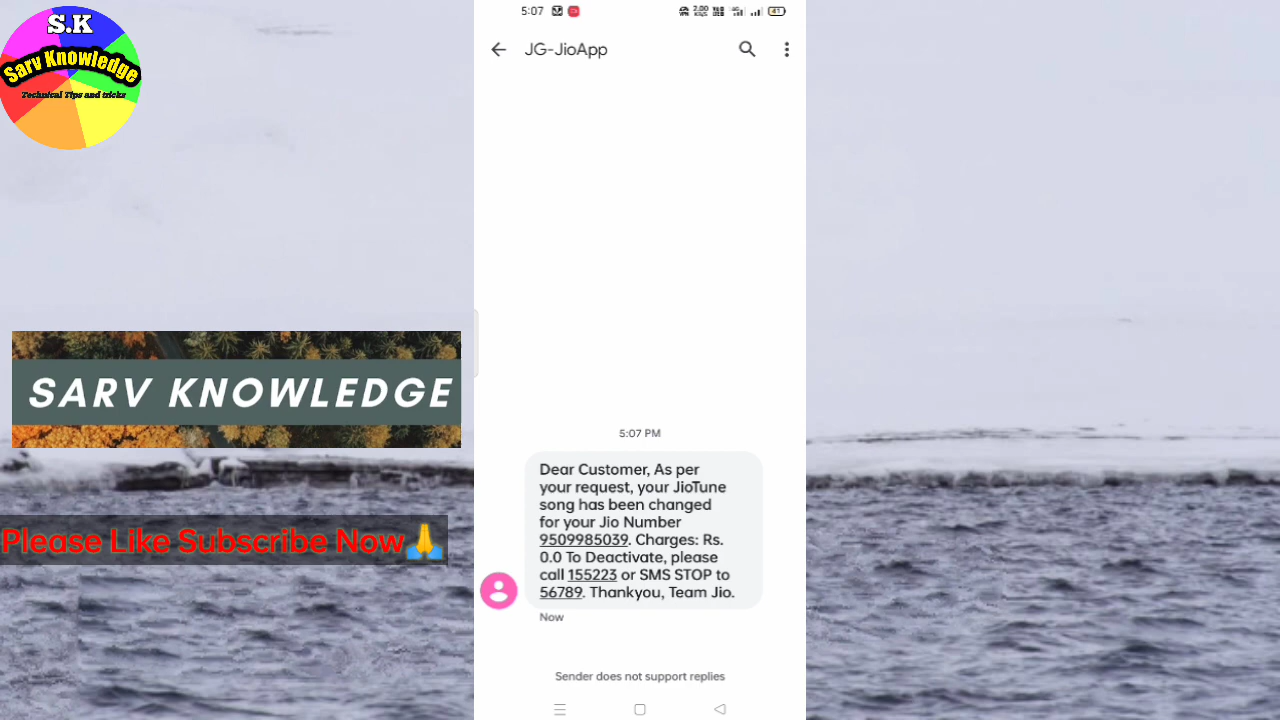 S.K
Sarv Knowledge
Technical Tips and tricks
SARV KNOWLEDGE
Please Like Subscribe Now🙏
5:07
41
JG-JioApp
5:07 PM
Dear Customer, As per
your request, your JioTune
song has been changed
for your Jio Number
9509985039. Charges: Rs.
0.0 To Deactivate, please
call 155223 or SMS STOP to
56789. Thankyou, Team Jio.
Now
Sender does not support replies